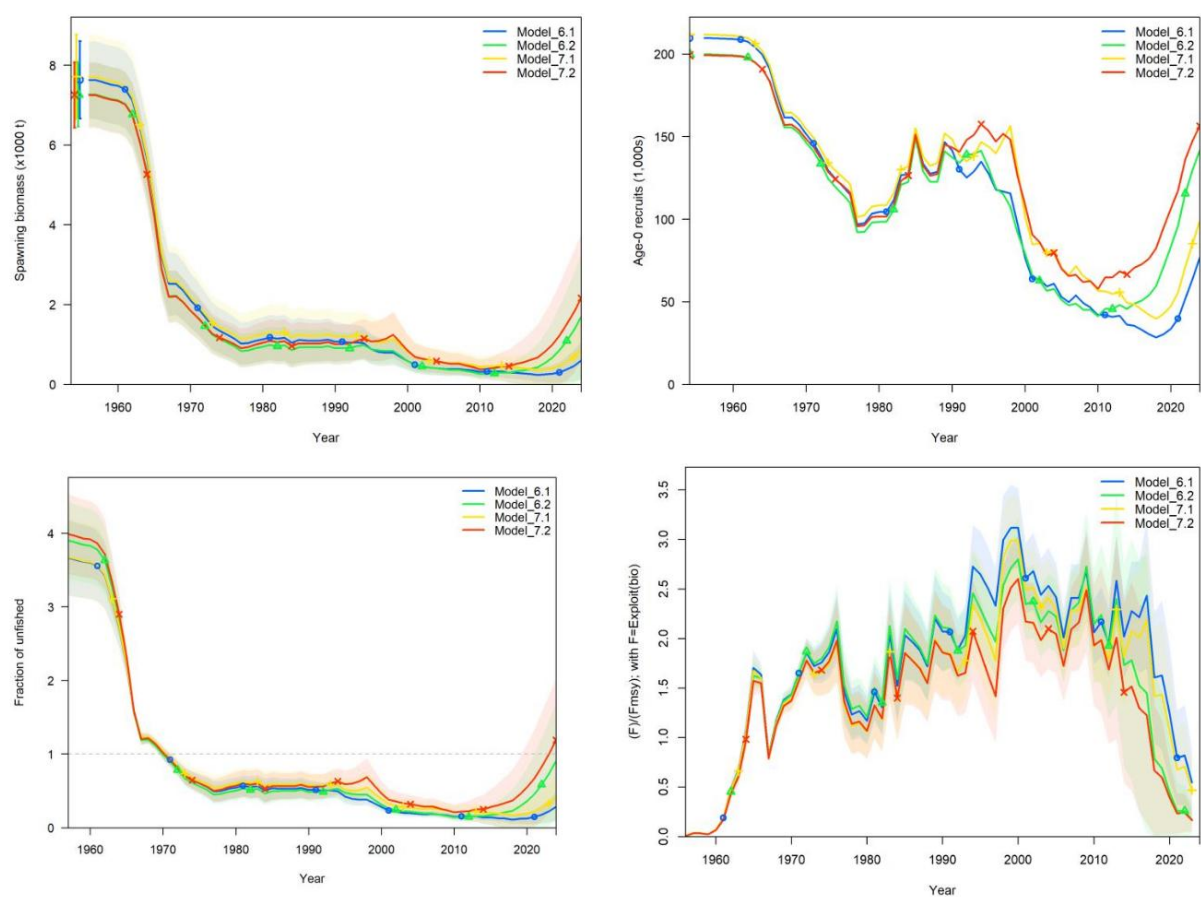 Spawning biomass (x1000 t)
8
6
4
2
0
Model_6.1
Model_6.2
Model_7.1
Model_7.2
1960 1970 1980 1990 2000 2010 2020
Year
Age-0 recruits (1,000s)
200
150
100
50
0
Model_6.1
Model_6.2
Model_7.1
Model_7.2
1960 1970 1980 1990 2000 2010 2020
Year
Fraction of unfished
4
3
2
1
0
Model_6.1
Model_6.2
Model_7.1
Model_7.2
1960 1970 1980 1990 2000 2010 2020
Year
(F)/(Fmsy); with F=Exploit(bio)
3.5
3.0
2.5
2.0
1.5
1.0
0.5
0.0
Model_6.1
Model_6.2
Model_7.1
Model_7.2
1960 1970 1980 1990 2000 2010 2020
Year